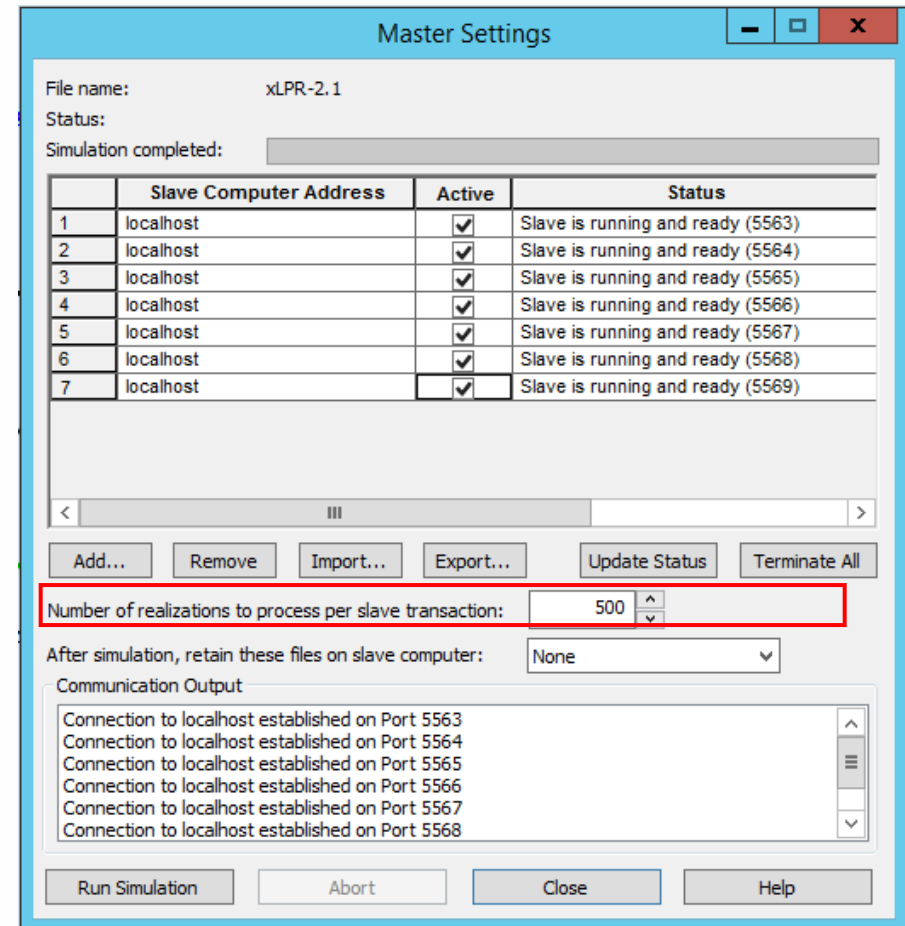 Master Settings
File name: xLPR-2.1
Status:
Simulation completed:
Slave Computer Address Active Status
1 localhost Slave is running and ready (5563)
2 localhost Slave is running and ready (5564)
3 localhost Slave is running and ready (5565)
4 localhost Slave is running and ready (5566)
5 localhost Slave is running and ready (5567)
6 localhost Slave is running and ready (5568)
7 localhost Slave is running and ready (5569)
Add... Remove Import... Export... Update Status Terminate All
Number of realizations to process per slave transaction: 500
After simulation, retain these files on slave computer: None
Communication Output
Connection to localhost established on Port 5563
Connection to localhost established on Port 5564
Connection to localhost established on Port 5565
Connection to localhost established on Port 5566
Connection to localhost established on Port 5567
Connection to localhost established on Port 5568
Run Simulation Abort Close Help